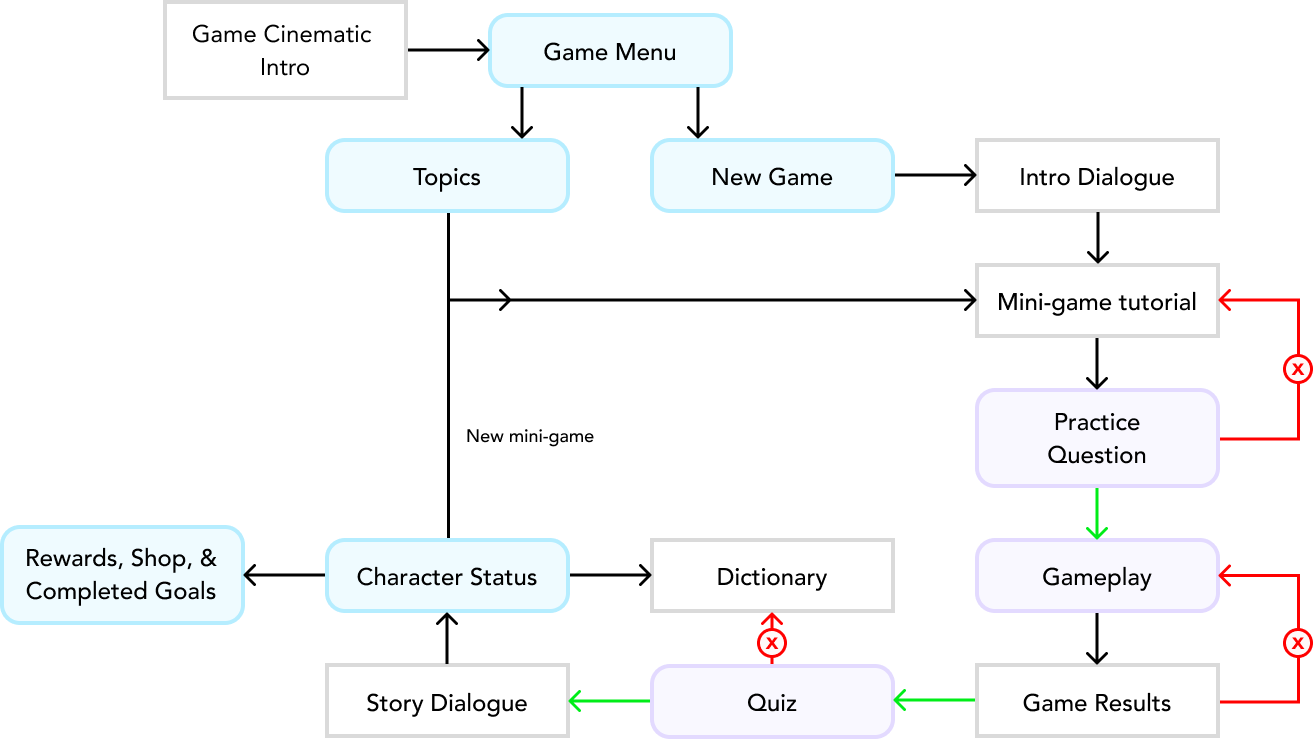 Game Cinematic
Intro
Game Menu
Topics
New Game
Intro Dialogue
Mini-game tutorial
x
Practice
Question
New mini-game
Rewards, Shop, &
Completed Goals
Character Status
Dictionary
Gameplay
x
x
Story Dialogue
Quiz
Game Results